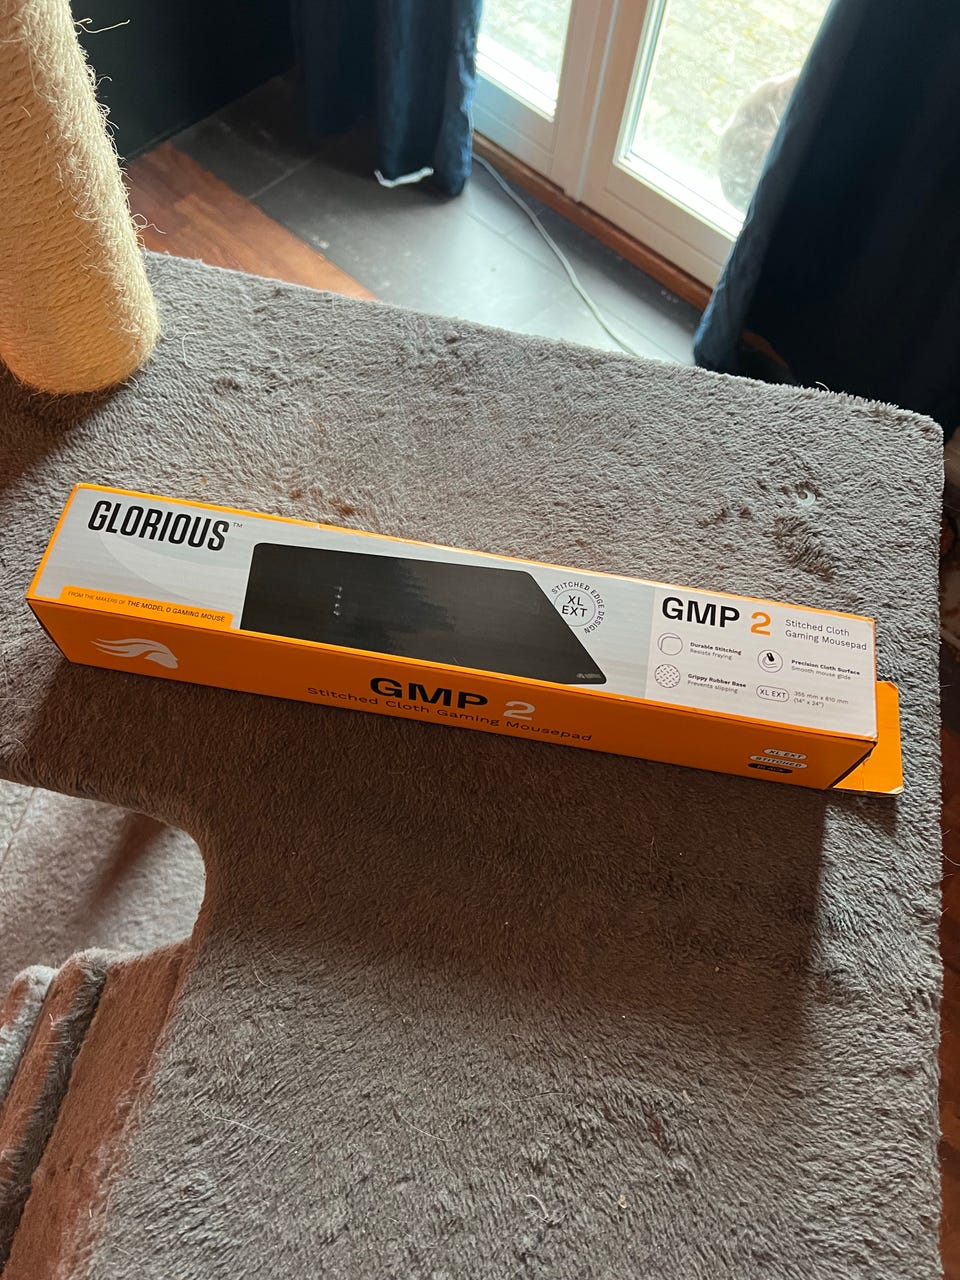 GLORIOUS™
FROM THE MAKERS OF THE MODEL O GAMING MOUSE
STITCHED EDGE DESIGN
XL
EXT
GMP 2
Stitched Cloth
Gaming Mousepad
Durable Stitching
Resists fraying
Precision Cloth Surface
Smooth mouse glide
Grippy Rubber Base
Prevents slipping
XL EXT
355 mm x 610 mm
(14" x 24")
GMP 2
Stitched Cloth Gaming Mousepad
XL EXT
STITCHED
BLACK